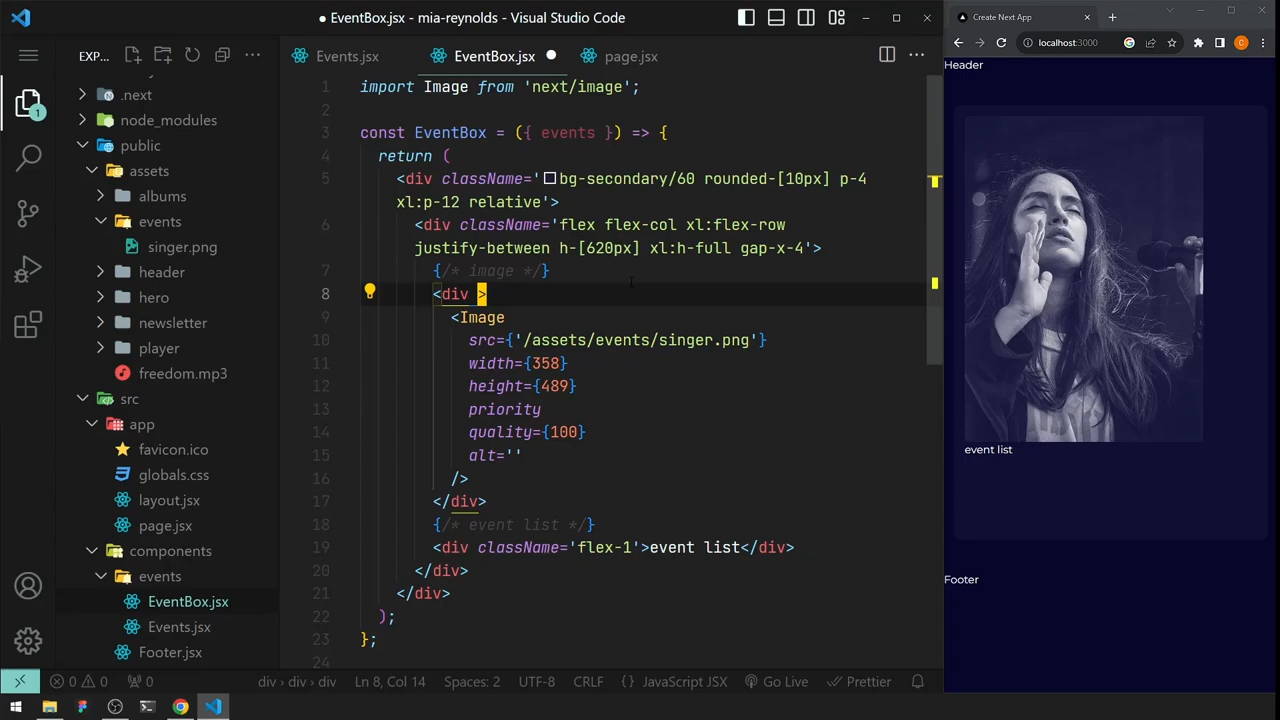 EventBox.jsx - mia-reynolds - Visual Studio Code
EXP...
Events.jsx
EventBox.jsx
page.jsx
.next
node_modules
public
assets
albums
events
singer.png
header
hero
newsletter
player
freedom.mp3
src
app
favicon.ico
globals.css
layout.jsx
page.jsx
components
events
EventBox.jsx
Events.jsx
Footer.jsx
1 import Image from 'next/image';
2
3 const EventBox = ({ events }) => {
4 return (
5 <div className='bg-secondary/60 rounded-[10px] p-4
xl:p-12 relative'>
6 <div className='flex flex-col xl:flex-row
justify-between h-[620px] xl:h-full gap-x-4'>
7 {/* image */}
8 <div >
9 <Image
10 src={'/assets/events/singer.png'}
11 width={358}
12 height={489}
13 priority
14 quality={100}
15 alt=''
16 />
17 </div>
18 {/* event list */}
19 <div className='flex-1'>event list</div>
20 </div>
21 </div>
22 );
23 };
24
0 0 0
div › div › div
Ln 8, Col 14
Spaces: 2
UTF-8
CRLF
{} JavaScript JSX
Go Live
Prettier
1
Create Next App
localhost:3000
C
Header
event list
Footer